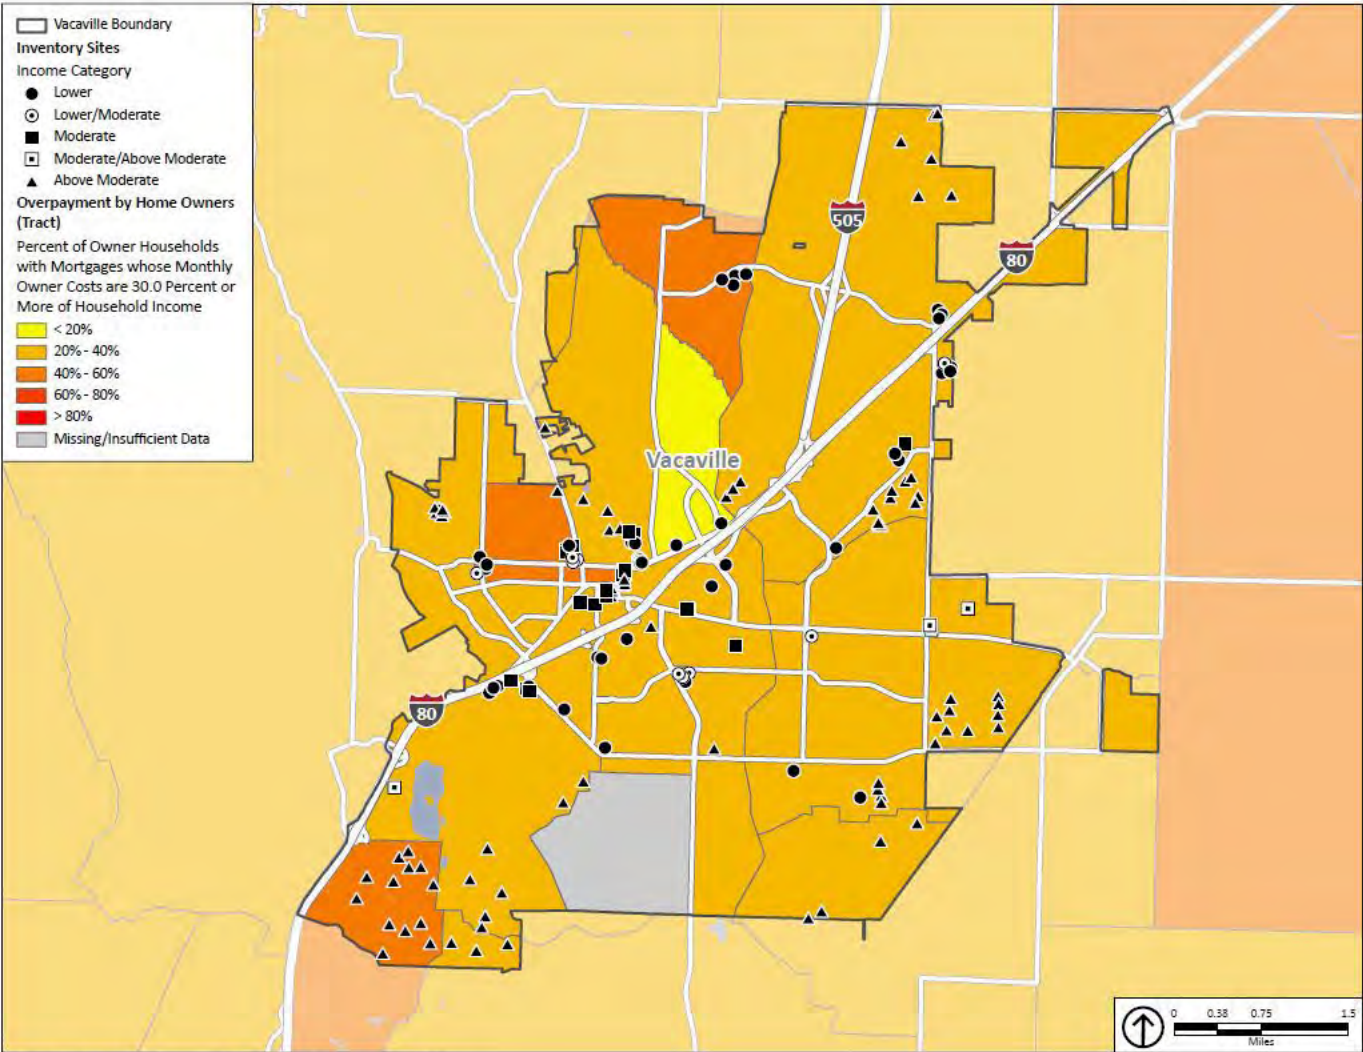 Vacaville Boundary
Inventory Sites
Income Category
Lower
Lower/Moderate
Moderate
Moderate/Above Moderate
Above Moderate
Overpayment by Home Owners
(Tract)
Percent of Owner Households
with Mortgages whose Monthly
Owner Costs are 30.0 Percent or
More of Household Income
< 20%
20% - 40%
40% - 60%
60% - 80%
> 80%
Missing/Insufficient Data
505
80
Vacaville
80
0 0.38 0.75 1.5
Miles